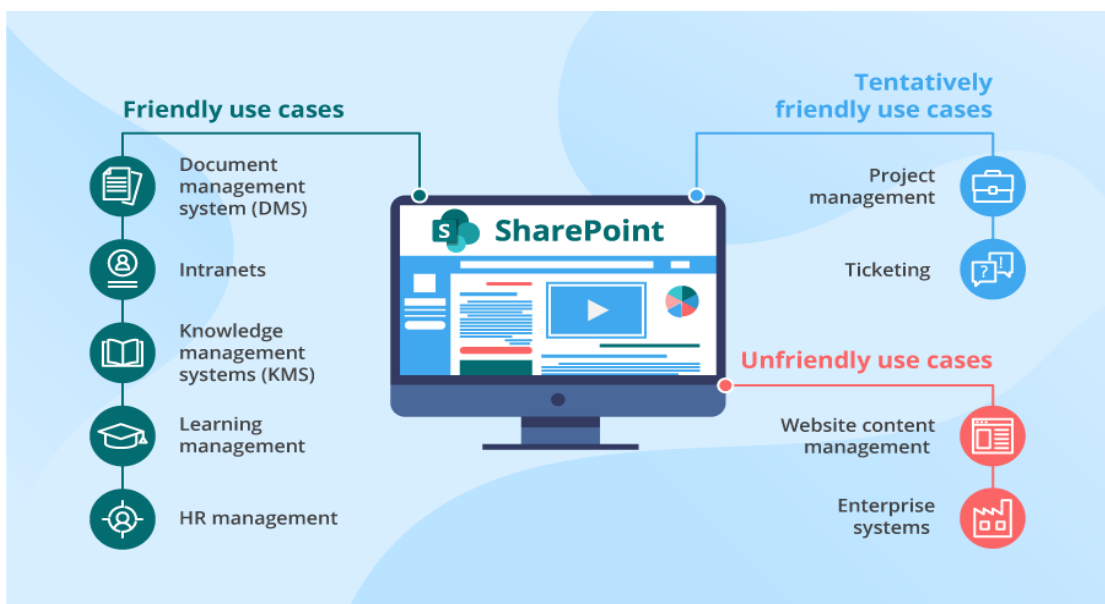 Friendly use cases
Document
management
system (DMS)
Intranets
Knowledge
management
systems (KMS)
Learning
management
HR management
S SharePoint
Tentatively
friendly use cases
Project
management
Ticketing
? !
Unfriendly use cases
Website content
management
Enterprise
systems